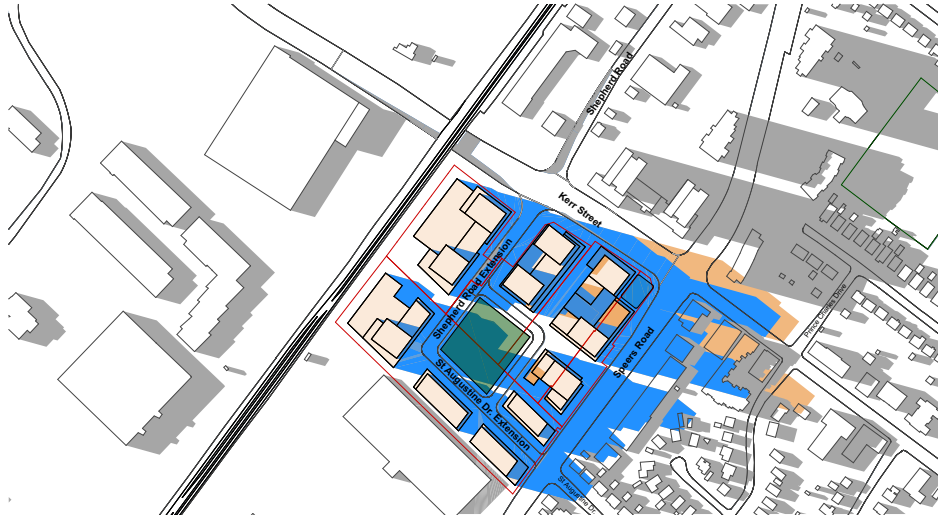 Shepherd Road
Kerr Street
Shepherd Road Extension
Speers Road
Prince Charles Drive
St Augustine Dr. Extension
St Augustine Dr.